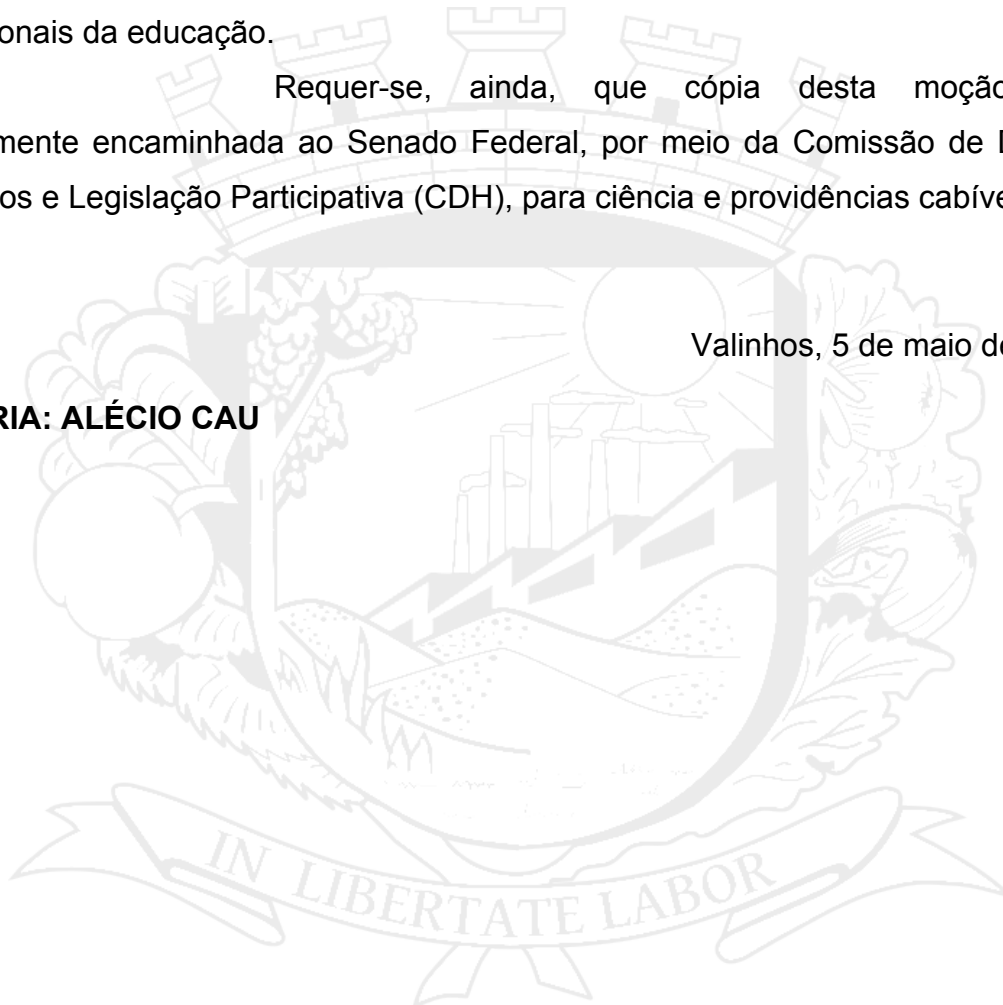 onais da educação.
Requer-se, ainda, que cópia desta moção
mente encaminhada ao Senado Federal, por meio da Comissão de
os e Legislação Participativa (CDH), para ciência e providências cabíve
Valinhos, 5 de maio d
RIA: ALÉCIO CAU
IN LIBERTATE LABOR